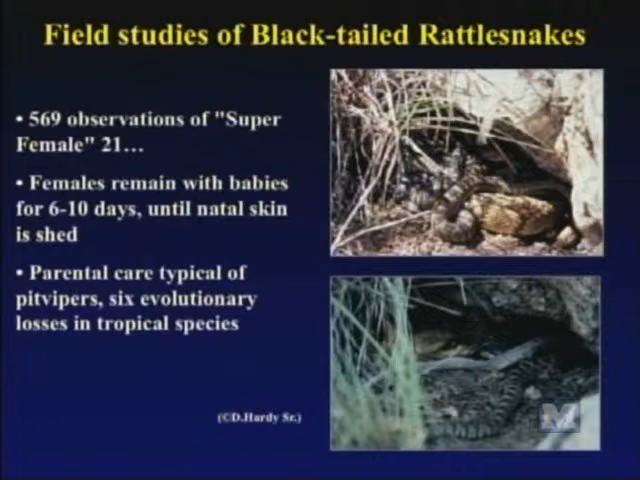 Field studies of Black-tailed Rattlesnakes
• 569 observations of "Super
Female" 21...
• Females remain with babies
for 6-10 days, until natal skin
is shed
• Parental care typical of
pitvipers, six evolutionary
losses in tropical species
(©D.Hardy Sr.)
M